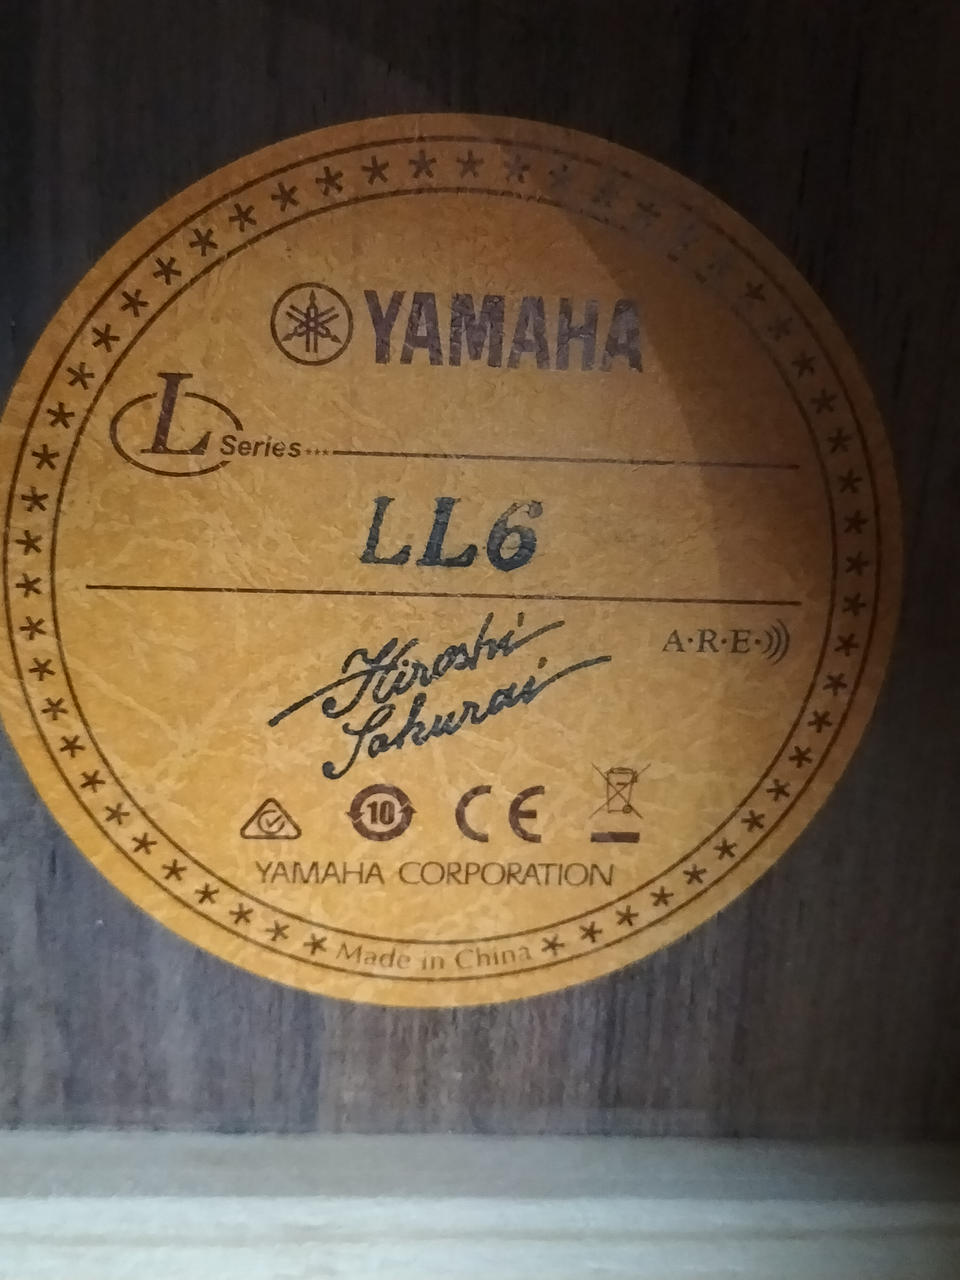 YAMAHA
L Series
LL6
Hiroshi
Sakurai
A·R·E·
10
CE
YAMAHA CORPORATION
Made in China